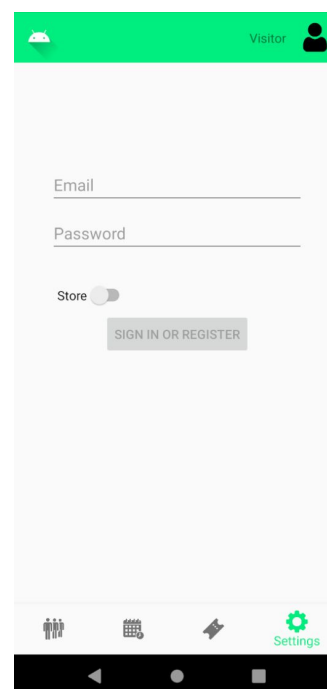 Visitor
Email
Password
Store
SIGN IN OR REGISTER
Settings